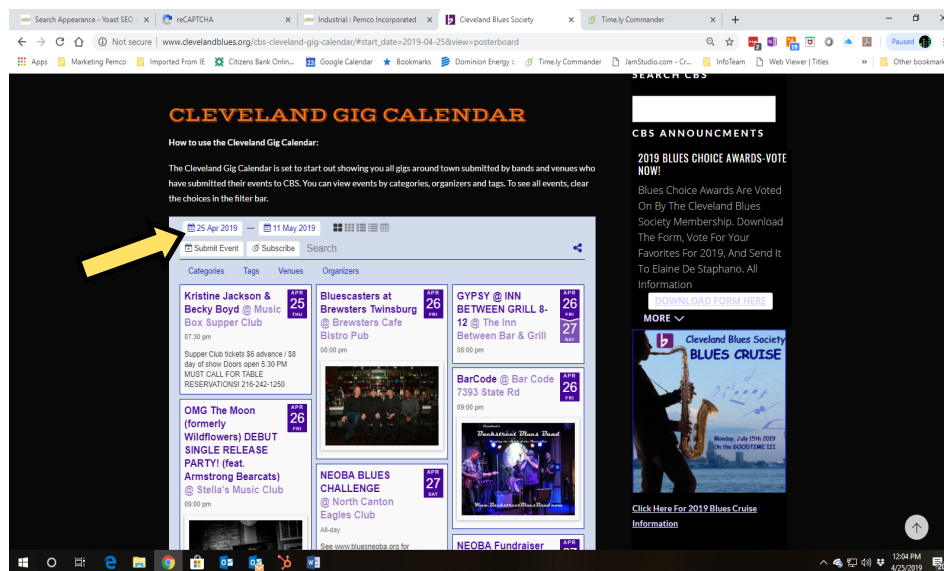 Search Appearance - Yoast SEO
reCAPTCHA
Industrial : Pemco Incorporated
Cleveland Blues Society
Time.ly Commander
Not secure
www.clevelandblues.org/cbs-cleveland-gig-calendar/#start_date=2019-04-25&view=posterboard
Paused
Apps
Marketing Pemco
Imported From IE
Citizens Bank Onlin...
Google Calendar
Bookmarks
Dominion Energy :
Time.ly Commander
JamStudio.com - Cr...
InfoTeam
Web Viewer | Titles
Other bookmark
CLEVELAND GIG CALENDAR
How to use the Cleveland Gig Calendar:
The Cleveland Gig Calendar is set to start out showing you all gigs around town submitted by bands and venues who
have submitted their events to CBS. You can view events by categories, organizers and tags. To see all events, clear
the choices in the filter bar.
25 Apr 2019 — 11 May 2019
Submit Event
Subscribe
Search
Categories
Tags
Venues
Organizers
Kristine Jackson &
Becky Boyd @ Music
Box Supper Club
APR
25
THU
07:30 pm
Supper Club tickets $6 advance / $8
day of show Doors open 5:30 PM
MUST CALL FOR TABLE
RESERVATIONS! 216-242-1250
OMG The Moon
(formerly
Wildflowers) DEBUT
SINGLE RELEASE
PARTY! (feat.
Armstrong Bearcats)
@ Stella's Music Club
APR
26
FRI
09:00 pm
Bluescasters at
Brewsters Twinsburg
@ Brewsters Cafe
Bistro Pub
APR
26
FRI
08:00 pm
NEOBA BLUES
CHALLENGE
@ North Canton
Eagles Club
APR
27
SAT
All-day
See www.bluesneoba.org for
GYPSY @ INN
BETWEEN GRILL 8-
12 @ The Inn
Between Bar & Grill
APR
26
FRI
27
SAT
08:00 pm
BarCode @ Bar Code
7393 State Rd
APR
26
FRI
09:00 pm
Backstreet Blues Band
NEOBA Fundraiser
APR
SEARCH CBS
CBS ANNOUNCMENTS
2019 BLUES CHOICE AWARDS-VOTE
NOW!
Blues Choice Awards Are Voted
On By The Cleveland Blues
Society Membership. Download
The Form, Vote For Your
Favorites For 2019, And Send It
To Elaine De Staphano. All
Information
DOWNLOAD FORM HERE
MORE
Cleveland Blues Society
BLUES CRUISE
Monday, July 15th 2019
On the GOODTIME III
Click Here For 2019 Blues Cruise
Information
12:04 PM
4/25/2019